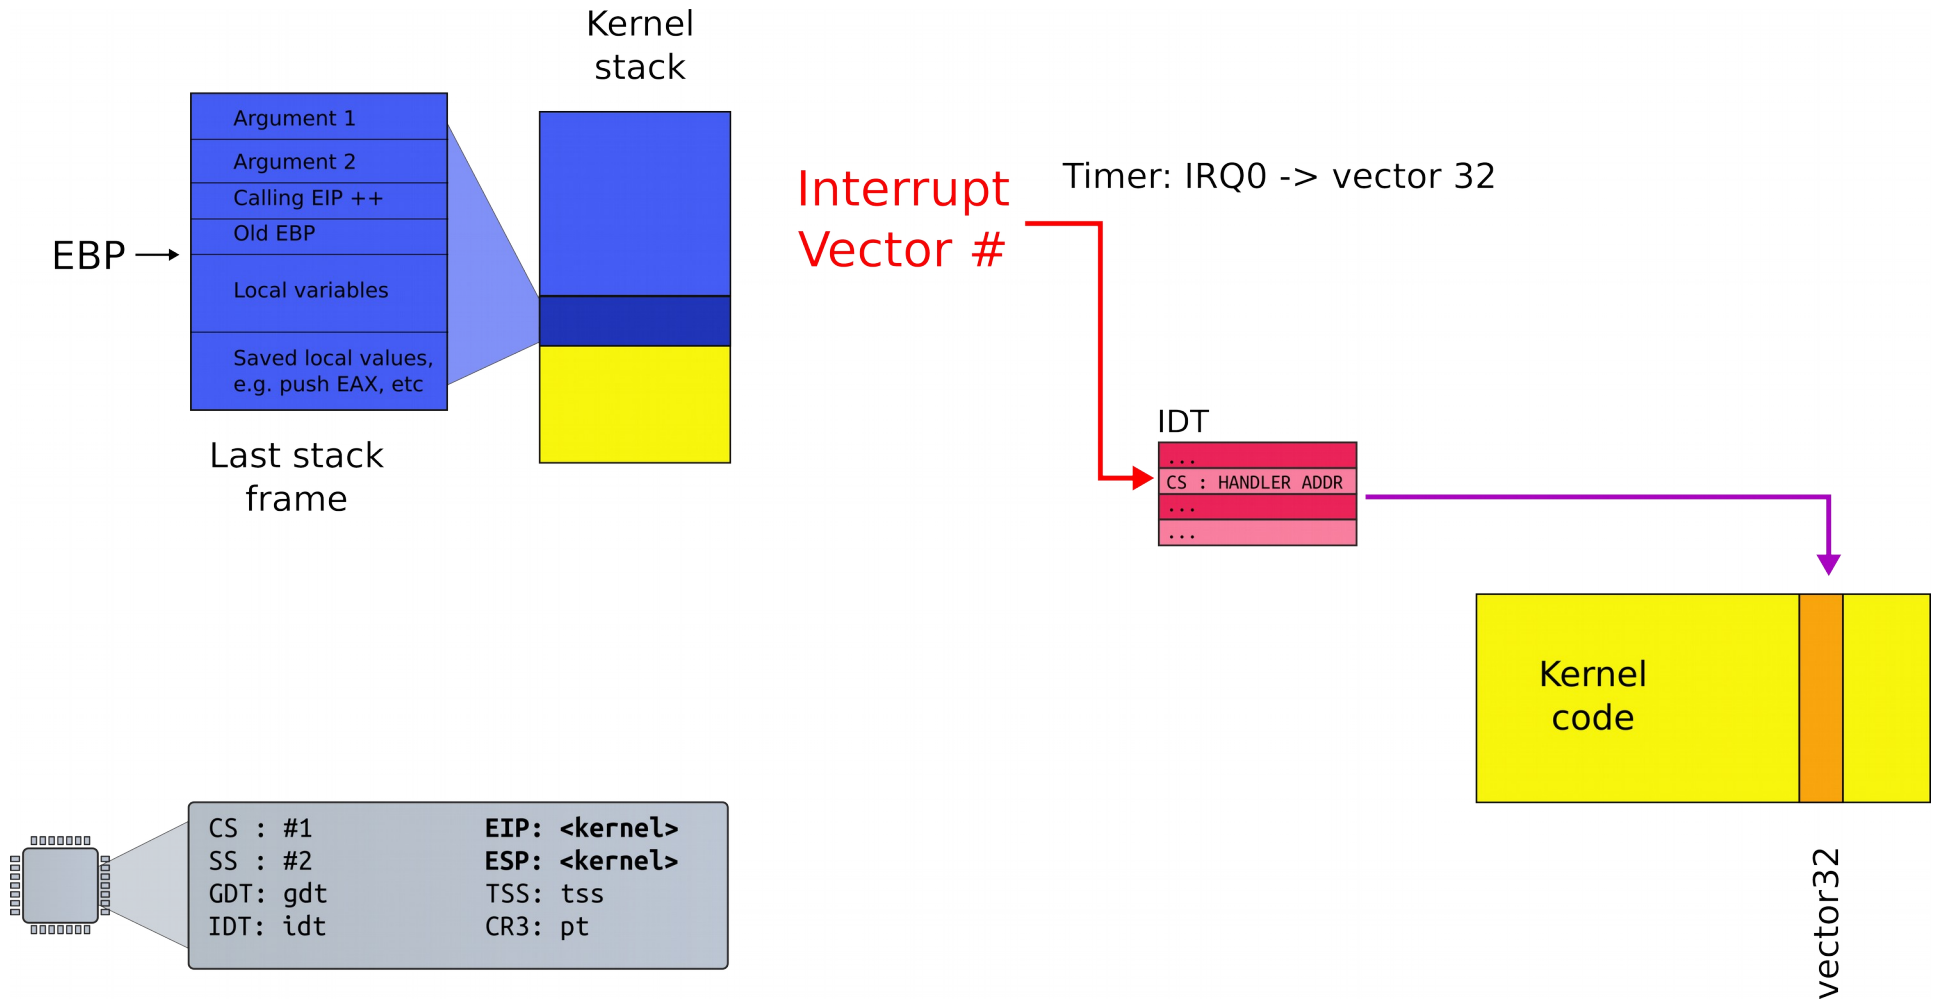 Kernel
stack
Argument 1
Argument 2
Calling EIP ++
Old EBP
EBP
Local variables
Saved local values,
e.g. push EAX, etc
Last stack
frame
Interrupt
Vector #
Timer: IRQ0 -> vector 32
IDT
...
CS : HANDLER ADDR
...
...
Kernel
code
vector32
CS : #1 EIP: <kernel>
SS : #2 ESP: <kernel>
GDT: gdt TSS: tss
IDT: idt CR3: pt